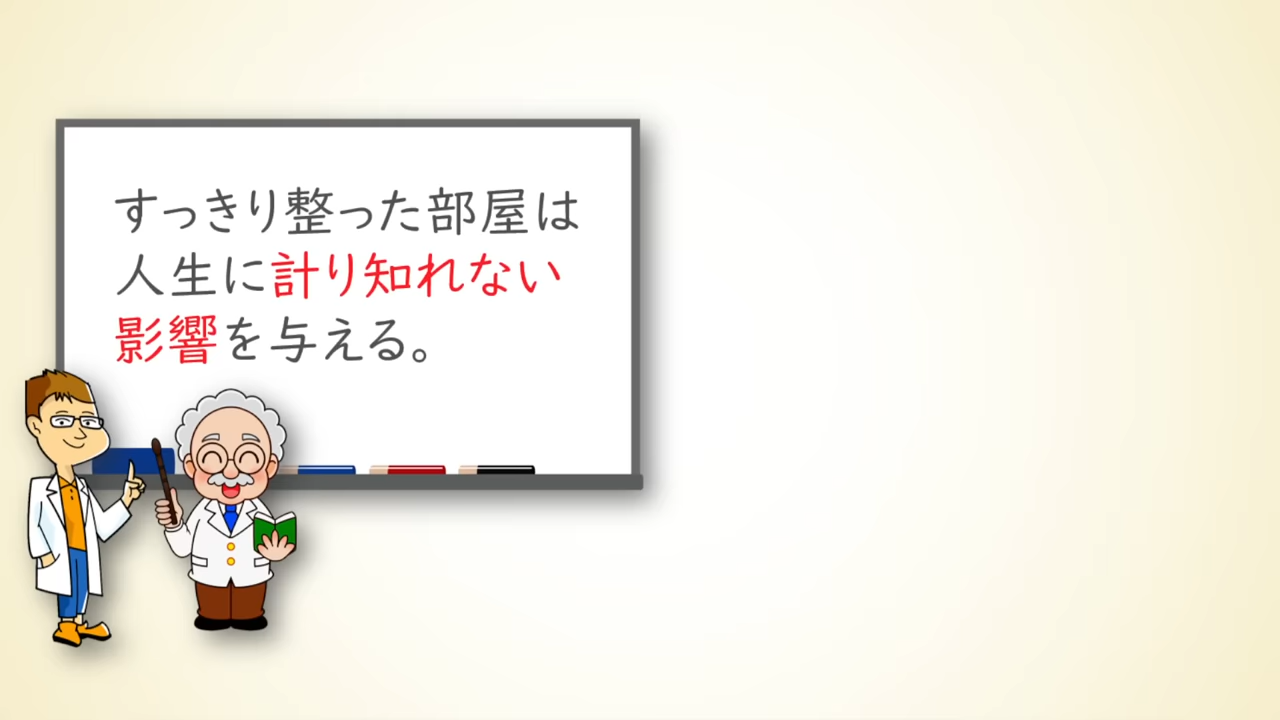 すっきり整った部屋は
人生に計り知れない
影響を与える。